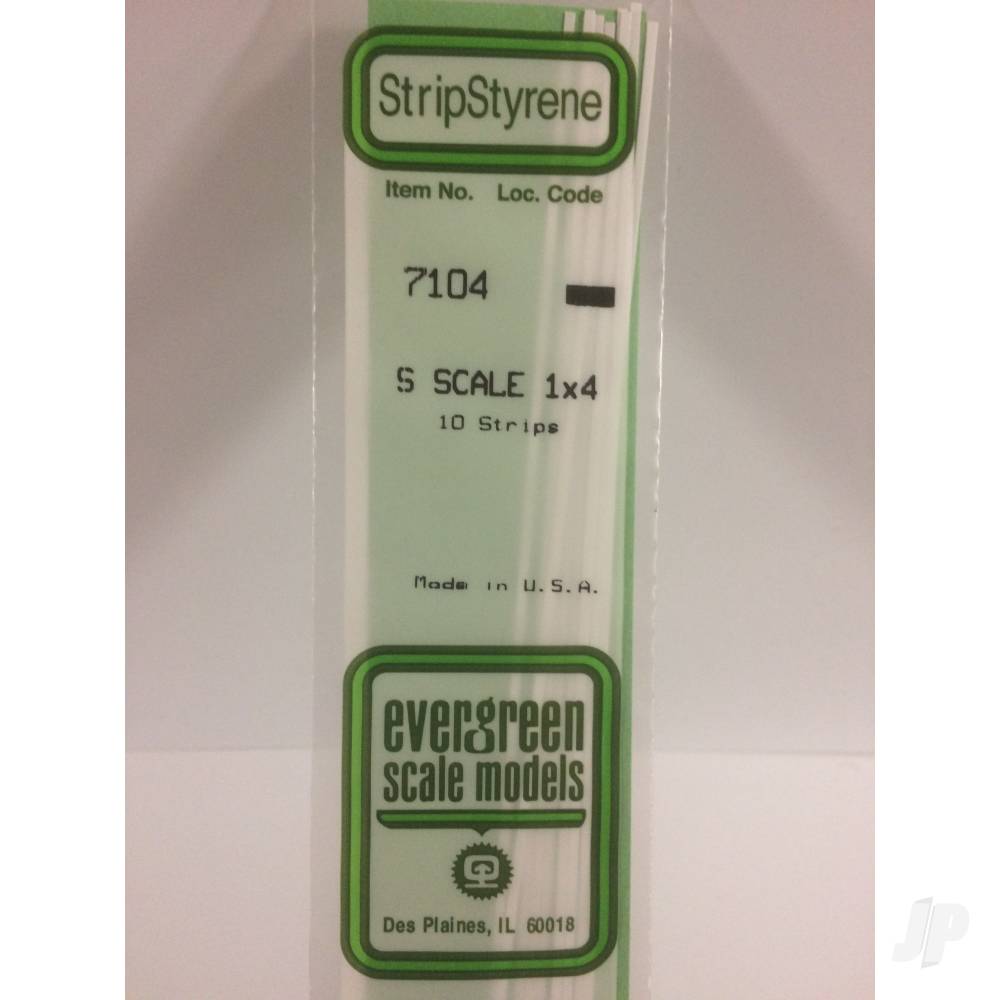 StripStyrene
Item No. Loc. Code
7104
S SCALE 1x4
10 Strips
Made in U.S.A.
evergreen
scale models
Des Plaines, IL 60018
JP